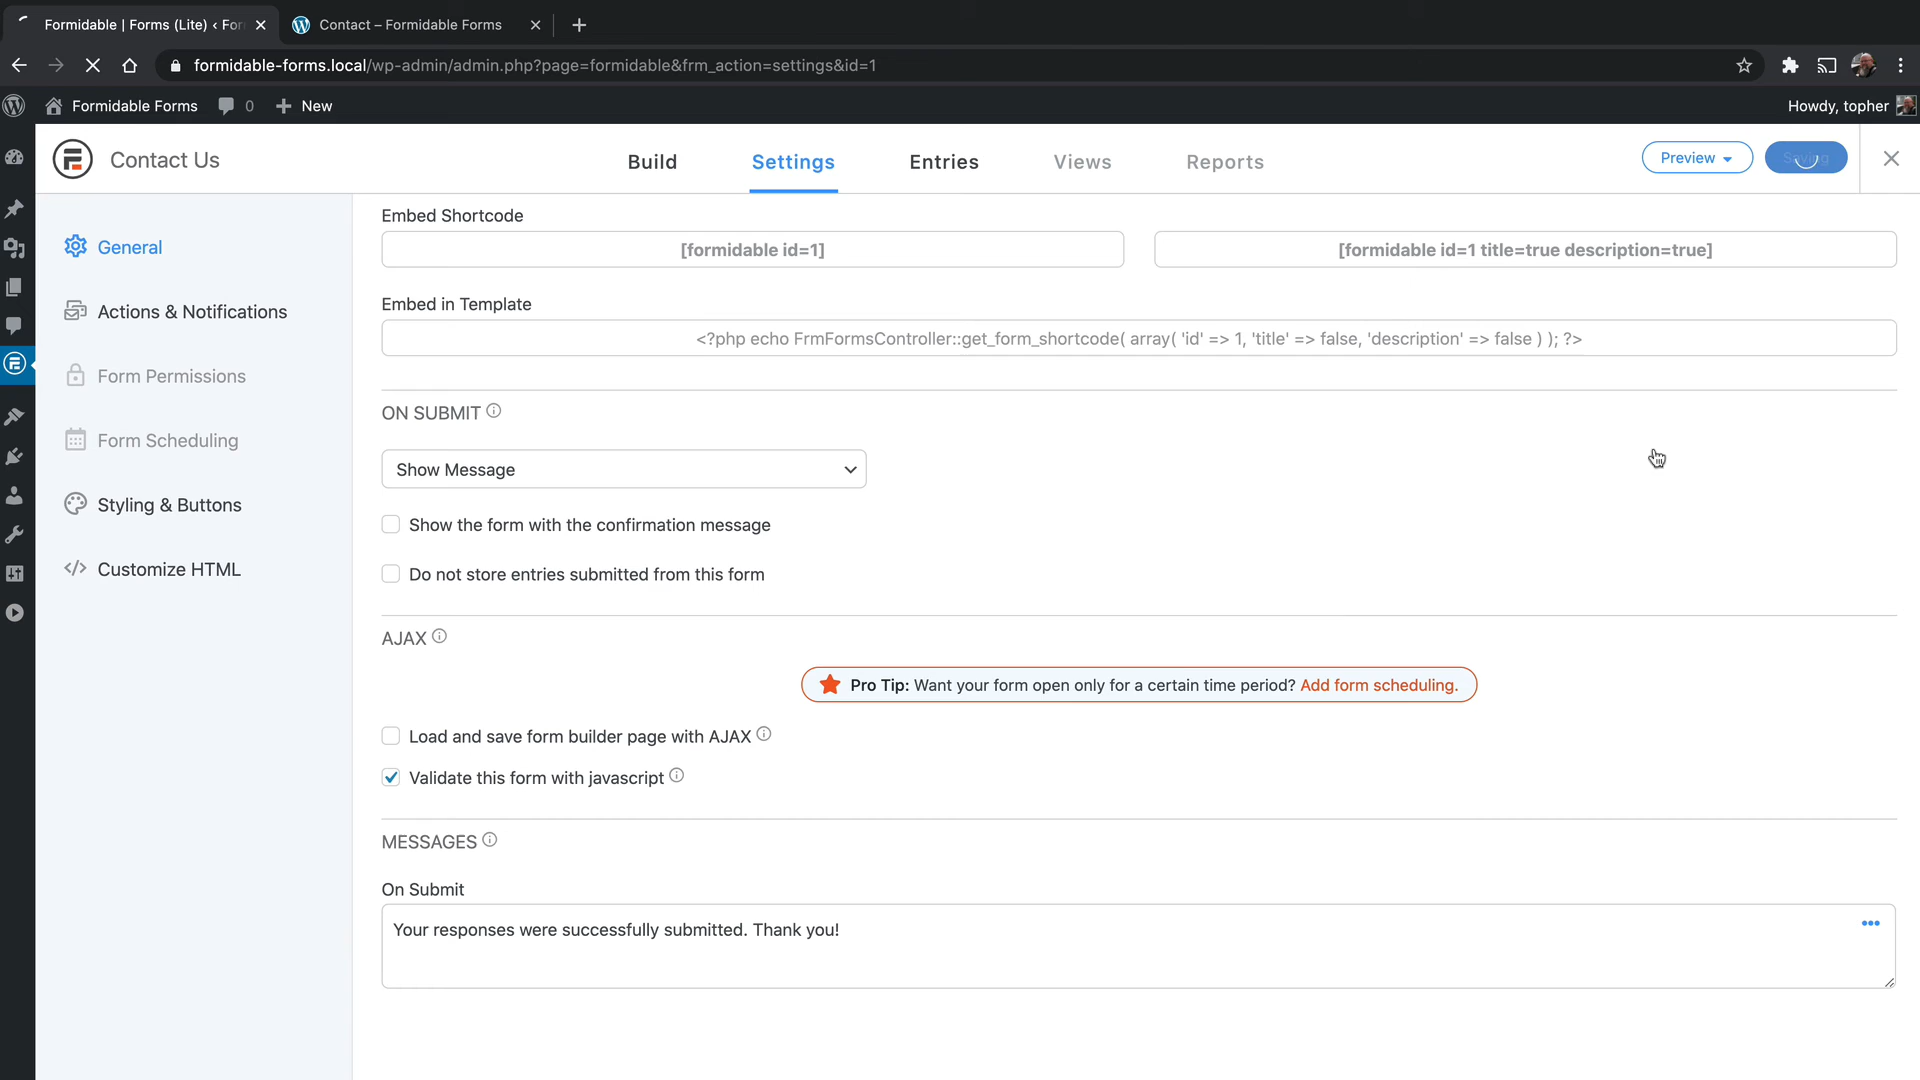 Formidable | Forms (Lite) ‹ For
Contact – Formidable Forms
formidable-forms.local/wp-admin/admin.php?page=formidable&frm_action=settings&id=1
Formidable Forms
0
New
Howdy, topher
Contact Us
Build
Settings
Entries
Views
Reports
Preview
Saving
General
Actions & Notifications
Form Permissions
Form Scheduling
Styling & Buttons
Customize HTML
Embed Shortcode
[formidable id=1]
[formidable id=1 title=true description=true]
Embed in Template
<?php echo FrmFormsController::get_form_shortcode( array( 'id' => 1, 'title' => false, 'description' => false ) ); ?>
ON SUBMIT
Show Message
Show the form with the confirmation message
Do not store entries submitted from this form
AJAX
Pro Tip: Want your form open only for a certain time period? Add form scheduling.
Load and save form builder page with AJAX
Validate this form with javascript
MESSAGES
On Submit
Your responses were successfully submitted. Thank you!